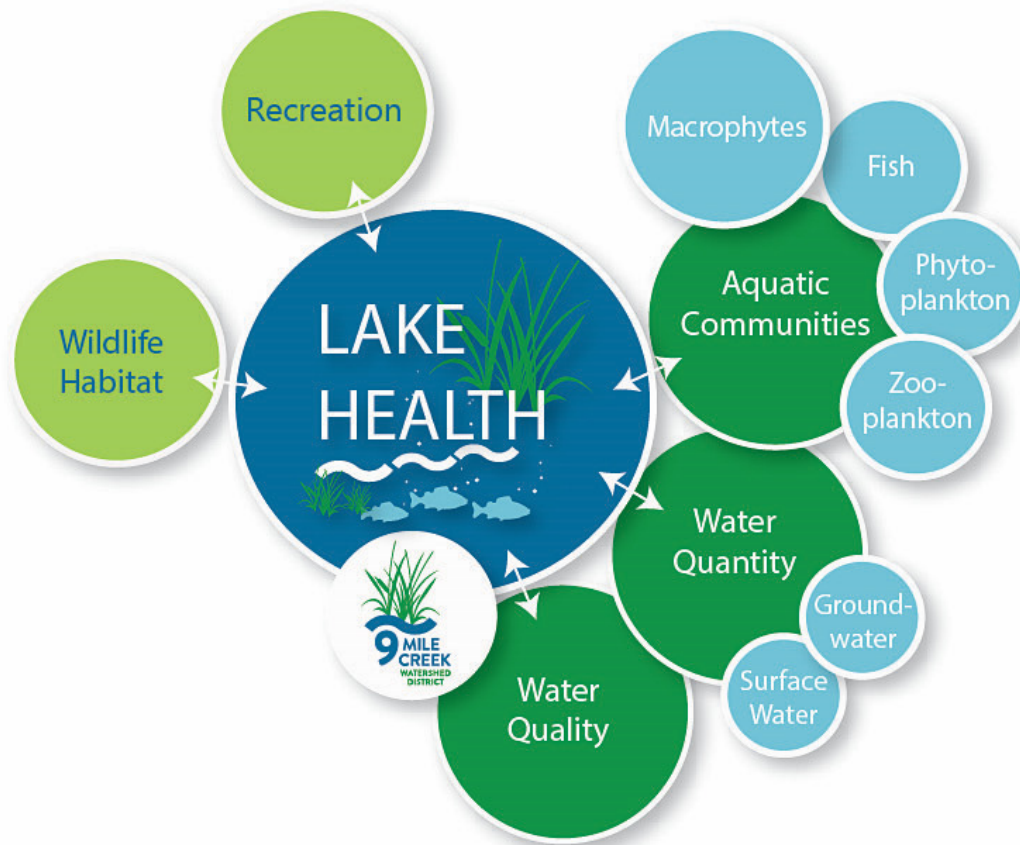 Recreation
Macrophytes
Fish
Wildlife
Habitat
LAKE
HEALTH
Aquatic
Communities
Phyto-
plankton
Zoo-
plankton
Water
Quantity
Ground-
water
Surface
Water
Water
Quality
9 MILE
CREEK
WATERSHED
DISTRICT